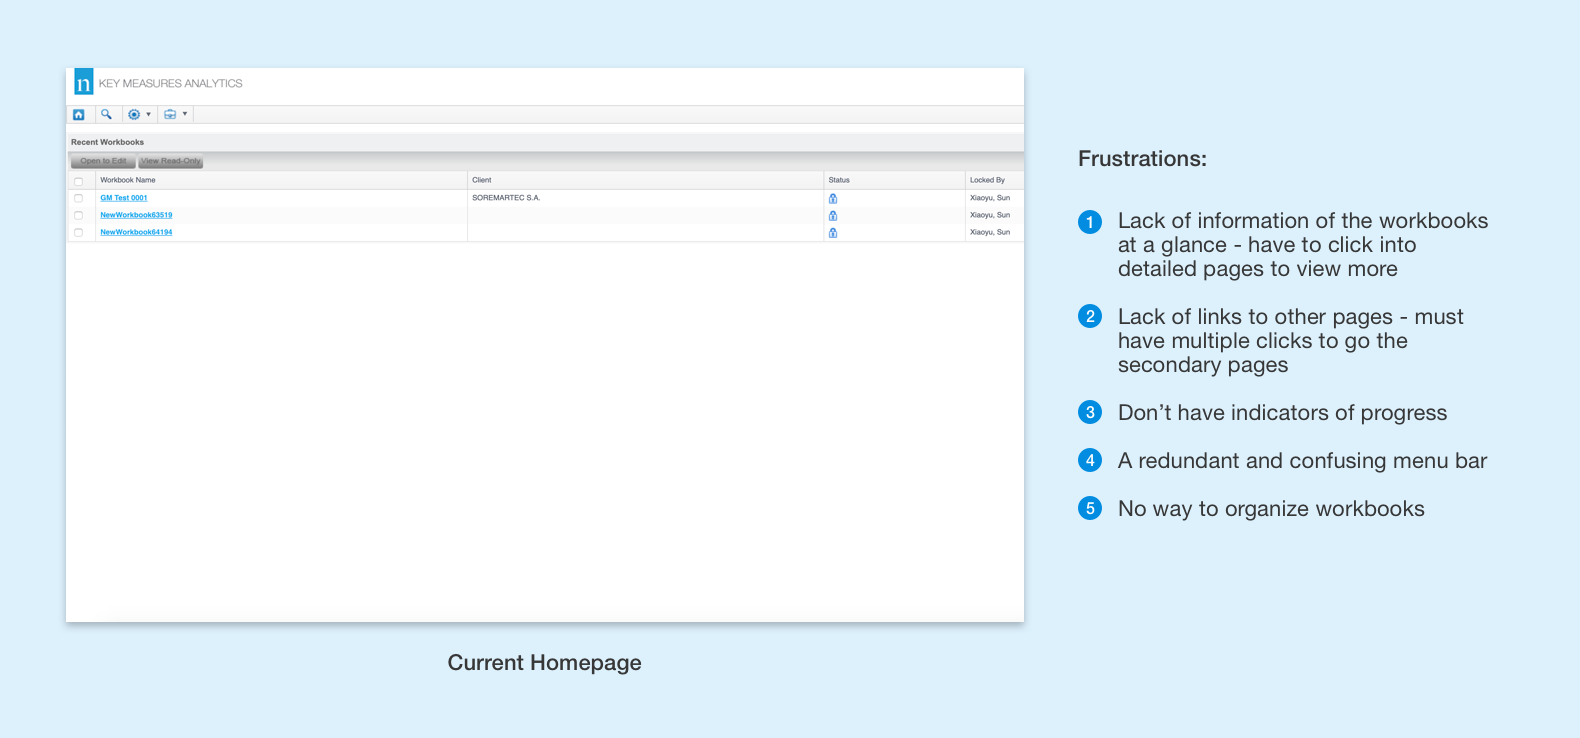 n KEY MEASURES ANALYTICS
Recent Workbooks
Open to Edit View Read-Only
Workbook Name Client Status Locked By
GM Test 0001 SOREMARTEC S.A. Xiaoyu, Sun
NewWorkbook63519 Xiaoyu, Sun
NewWorkbook64194 Xiaoyu, Sun
Current Homepage
Frustrations:
1 Lack of information of the workbooks
at a glance - have to click into
detailed pages to view more
2 Lack of links to other pages - must
have multiple clicks to go the
secondary pages
3 Don’t have indicators of progress
4 A redundant and confusing menu bar
5 No way to organize workbooks